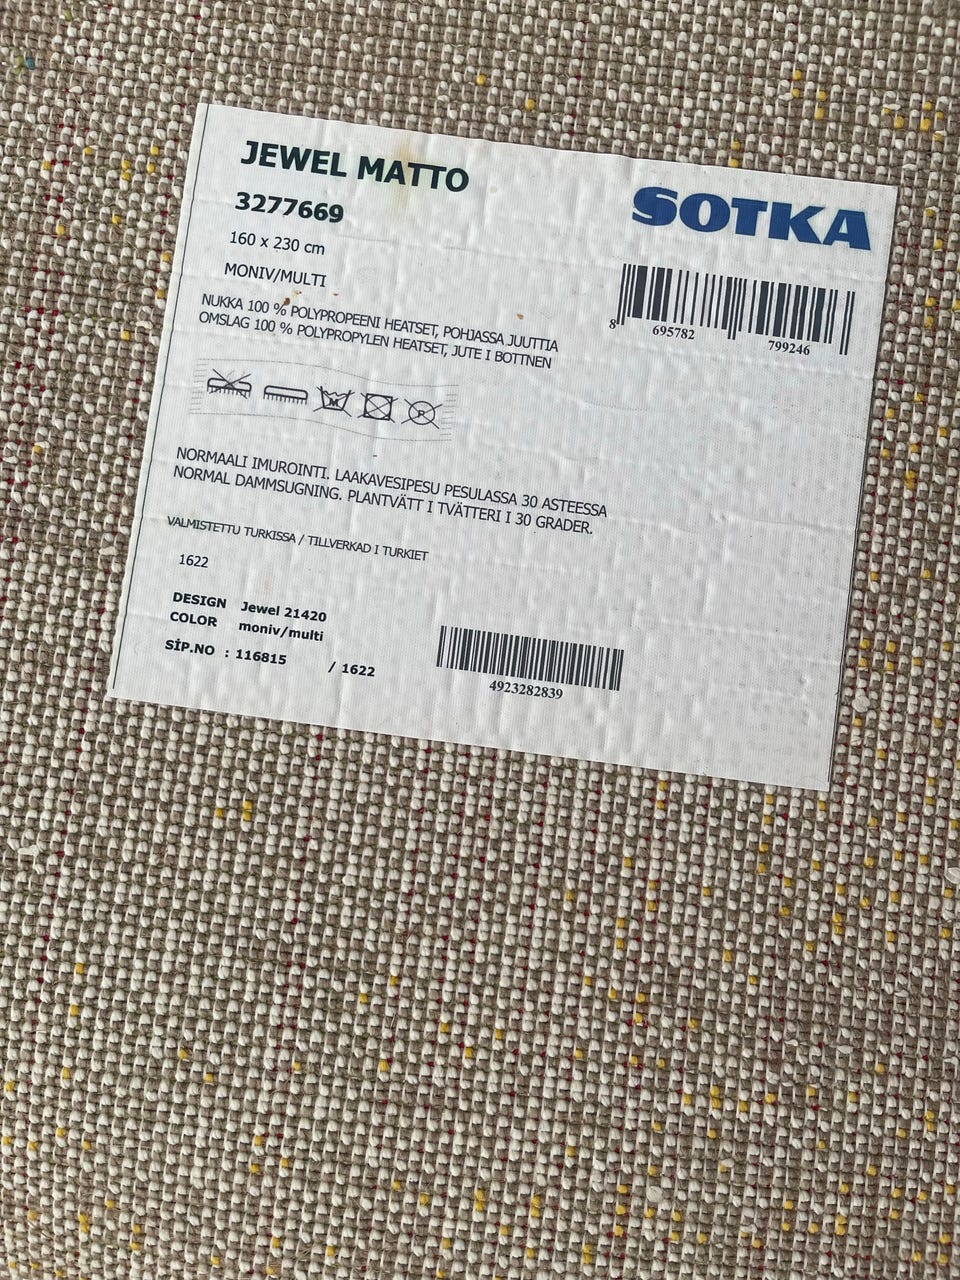 JEWEL MATTO
3277669
160 x 230 cm
MONIV/MULTI
NUKKA 100 % POLYPROPEENI HEATSET, POHJASSA JUUTTIA
OMSLAG 100 % POLYPROPYLEN HEATSET, JUTE I BOTTNEN
SOTKA
8 695782 799246
M
P
NORMAALI IMUROINTI. LAAKAVESIPESU PESULASSA 30 ASTEESSA
NORMAL DAMMSUGNING. PLANTVÄTT I TVÄTTERI I 30 GRADER.
VALMISTETTU TURKISSA / TILLVERKAD I TURKIET
1622
DESIGN Jewel 21420
COLOR moniv/multi
SİP.NO : 116815 / 1622
4923282839